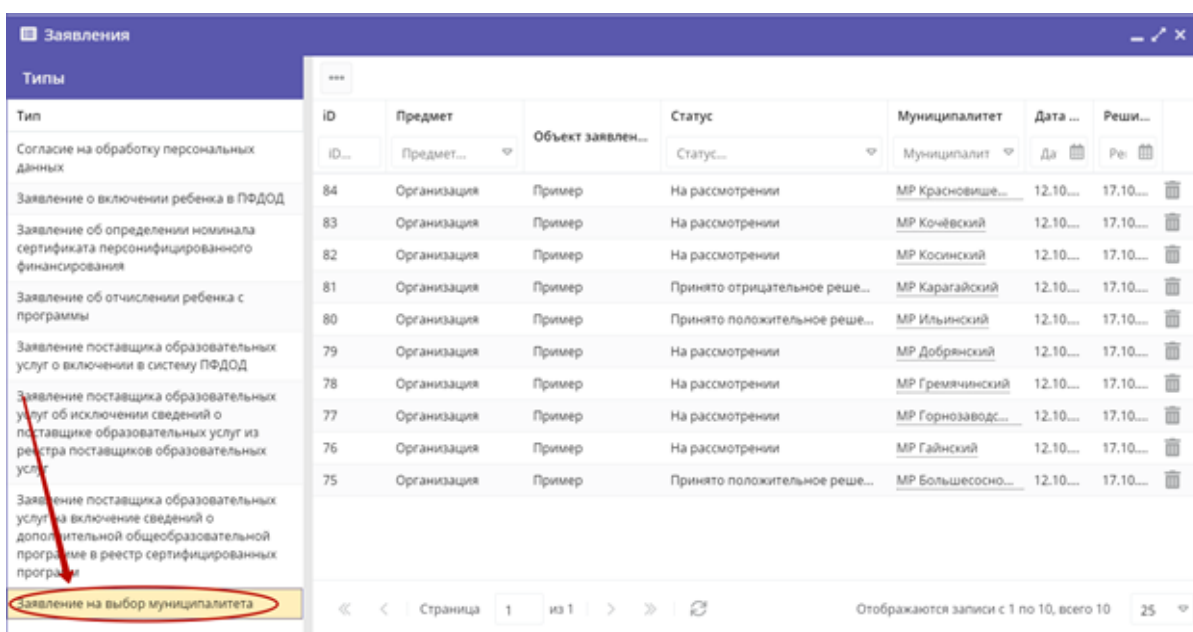 Заявления
Типы
Тип
Согласие на обработку персональных
данных
Заявление о включении ребенка в ПФДОД
Заявление об определении номинала
сертификата персонифицированного
финансирования
Заявление об отчислении ребенка с
программы
Заявление поставщика образовательных
услуг о включении в систему ПФДОД
Заявление поставщика образовательных
услуг об исключении сведений о
поставщике образовательных услуг из
реестра поставщиков образовательных
услуг
Заявление поставщика образовательных
услуг на включение сведений о
дополнительной общеобразовательной
программе в реестр сертифицированных
программ
Заявление на выбор муниципалитета
iD Предмет Объект заявлен... Статус Муниципалитет Дата ... Реши...
iD... Предмет... Статус... Муниципалит Да Ре
84 Организация Пример На рассмотрении МР Красновише... 12.10.... 17.10....
83 Организация Пример На рассмотрении МР Кочёвский 12.10.... 17.10....
82 Организация Пример На рассмотрении МР Косинский 12.10.... 17.10....
81 Организация Пример Принято отрицательное реше... МР Карагайский 12.10.... 17.10....
80 Организация Пример Принято положительное реше... МР Ильинский 12.10.... 17.10....
79 Организация Пример На рассмотрении МР Добрянский 12.10.... 17.10....
78 Организация Пример На рассмотрении МР Гремячинский 12.10.... 17.10....
77 Организация Пример На рассмотрении МР Горнозаводс... 12.10.... 17.10....
76 Организация Пример На рассмотрении МР Гайнский 12.10.... 17.10....
75 Организация Пример Принято положительное реше... МР Большесосно... 12.10.... 17.10....
Страница 1 из 1 Отображаются записи с 1 по 10, всего 10 25